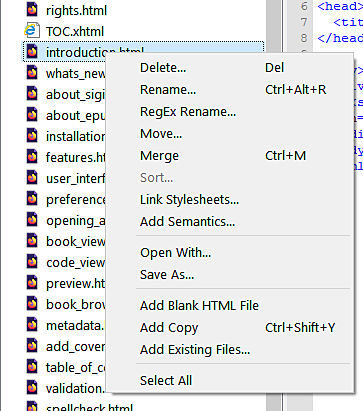 rights.html
TOC.xhtml
introduction.html
whats_new
about_sigi
about_epu
installation
features.ht
user_interf
preference
opening_a
book_view
code_view
preview.ht
book_brow
metadata.
add_cover
table_of_co
validation.
spellcheck.html
Delete... Del
Rename... Ctrl+Alt+R
RegEx Rename...
Move...
Merge Ctrl+M
Sort...
Link Stylesheets...
Add Semantics...
Open With...
Save As...
Add Blank HTML File
Add Copy Ctrl+Shift+Y
Add Existing Files...
Select All
6 <head>
7 <tit
8 </head